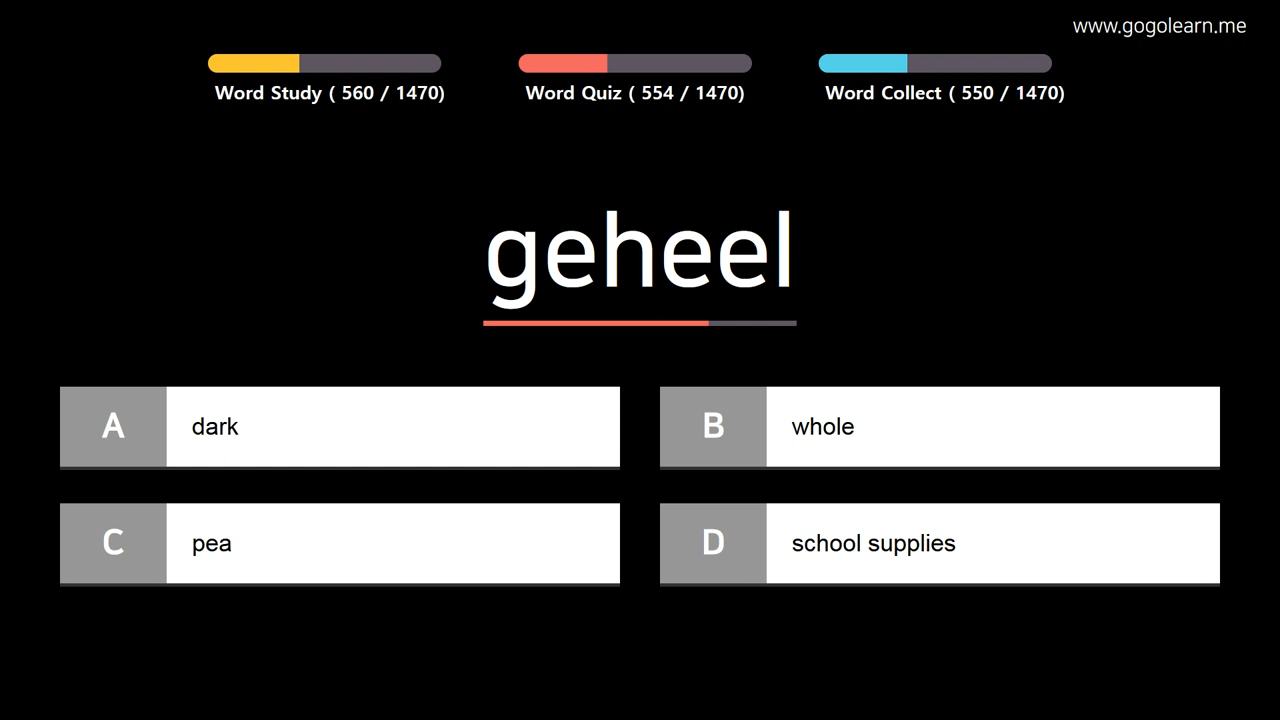 www.gogolearn.me
Word Study ( 560 / 1470)
Word Quiz ( 554 / 1470)
Word Collect ( 550 / 1470)
geheel
A
dark
B
whole
C
pea
D
school supplies